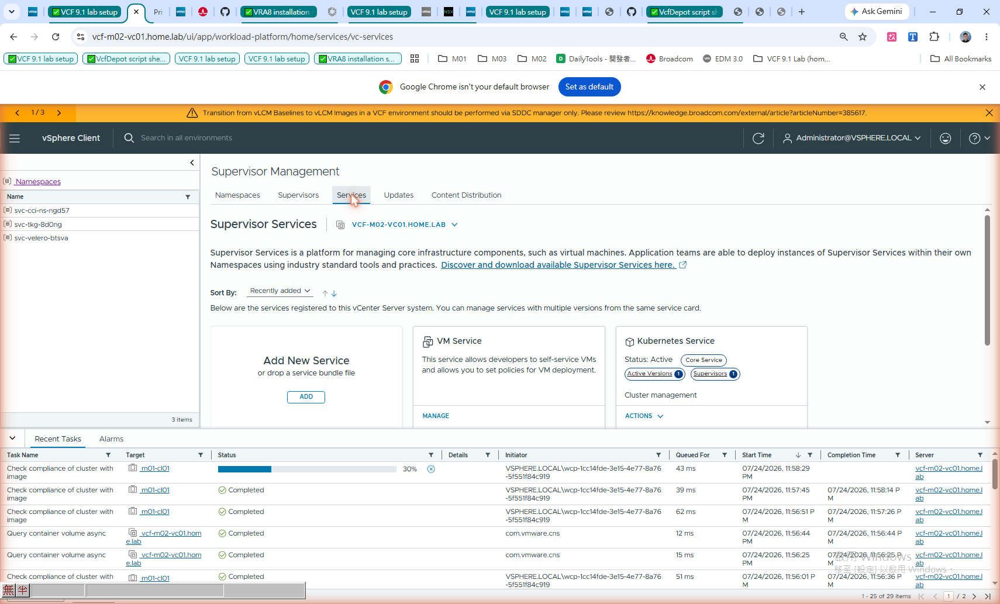 VCF 9.1 lab setup
Pri
VRA8 installation
VCF 9.1 lab setup
VCF 9.1 lab setup
VcfDepot script sh
Ask Gemini
vcf-m02-vc01.home.lab/ui/app/workload-platform/home/services/vc-services
VCF 9.1 lab setup
VcfDepot script she...
VCF 9.1 lab setup
VCF 9.1 lab setup
VRA8 installation s...
M01
M03
M02
DailyTools - 開發者...
Broadcom
EDM 3.0
VCF 9.1 Lab (hom...
All Bookmarks
Google Chrome isn't your default browser
Set as default
1 / 3
Transition from vLCM Baselines to vLCM Images in a VCF environment should be performed via SDDC manager only. Please review https://knowledge.broadcom.com/external/article?articleNumber=385617.
vSphere Client
Search in all environments
Administrator@VSPHERE.LOCAL
Namespaces
Name
svc-cci-ns-ngd57
svc-tkg-8d0ng
svc-velero-btsva
3 items
Supervisor Management
Namespaces
Supervisors
Services
Updates
Content Distribution
Supervisor Services
VCF-M02-VC01.HOME.LAB
Supervisor Services is a platform for managing core infrastructure components, such as virtual machines. Application teams are able to deploy instances of Supervisor Services within their own
Namespaces using industry standard tools and practices. Discover and download available Supervisor Services here.
Sort By: Recently added
Below are the services registered to this vCenter Server system. You can manage services with multiple versions from the same service card.
Add New Service
or drop a service bundle file
ADD
VM Service
This service allows developers to self-service VMs
and allows you to set policies for VM deployment.
MANAGE
Kubernetes Service
Status: Active Core Service
Active Versions 1 Supervisors 1
Cluster management
ACTIONS
Recent Tasks Alarms
Task Name Target Status Details Initiator Queued For Start Time Completion Time Server
Check compliance of cluster with m01-cl01 30% VSPHERE.LOCAL\wcp-1cc14fde-3e15-4e77-8a76 43 ms 07/24/2026, 11:58:29 vcf-m02-vc01.home.l
image -5f551f84c919 PM ab
Check compliance of cluster with m01-cl01 Completed VSPHERE.LOCAL\wcp-1cc14fde-3e15-4e77-8a76 39 ms 07/24/2026, 11:57:45 07/24/2026, 11:58:14 P vcf-m02-vc01.home.l
image -5f551f84c919 PM M ab
Check compliance of cluster with m01-cl01 Completed VSPHERE.LOCAL\wcp-1cc14fde-3e15-4e77-8a76 62 ms 07/24/2026, 11:56:51 P 07/24/2026, 11:57:26 P vcf-m02-vc01.home.l
image -5f551f84c919 M M ab
Query container volume async vcf-m02-vc01.hom Completed com.vmware.cns 12 ms 07/24/2026, 11:56:44 07/24/2026, 11:56:44 P vcf-m02-vc01.home.l
e.lab PM M ab
Query container volume async vcf-m02-vc01.hom Completed com.vmware.cns 15 ms 07/24/2026, 11:56:25 07/24/2026, 11:56:25 P vcf-m02-vc01.home.l
e.lab PM M ab
Check compliance of cluster with m01-cl01 Completed VSPHERE.LOCAL\wcp-1cc14fde-3e15-4e77-8a76 51 ms 07/24/2026, 11:56:01 P 07/24/2026, 11:56:36 P vcf-m02-vc01.home.l
-5f551f84c919 M M ab
啟用 Windows
移至 [設定] 以啟用 Windows。
無 半
1 - 25 of 29 items 1 / 2